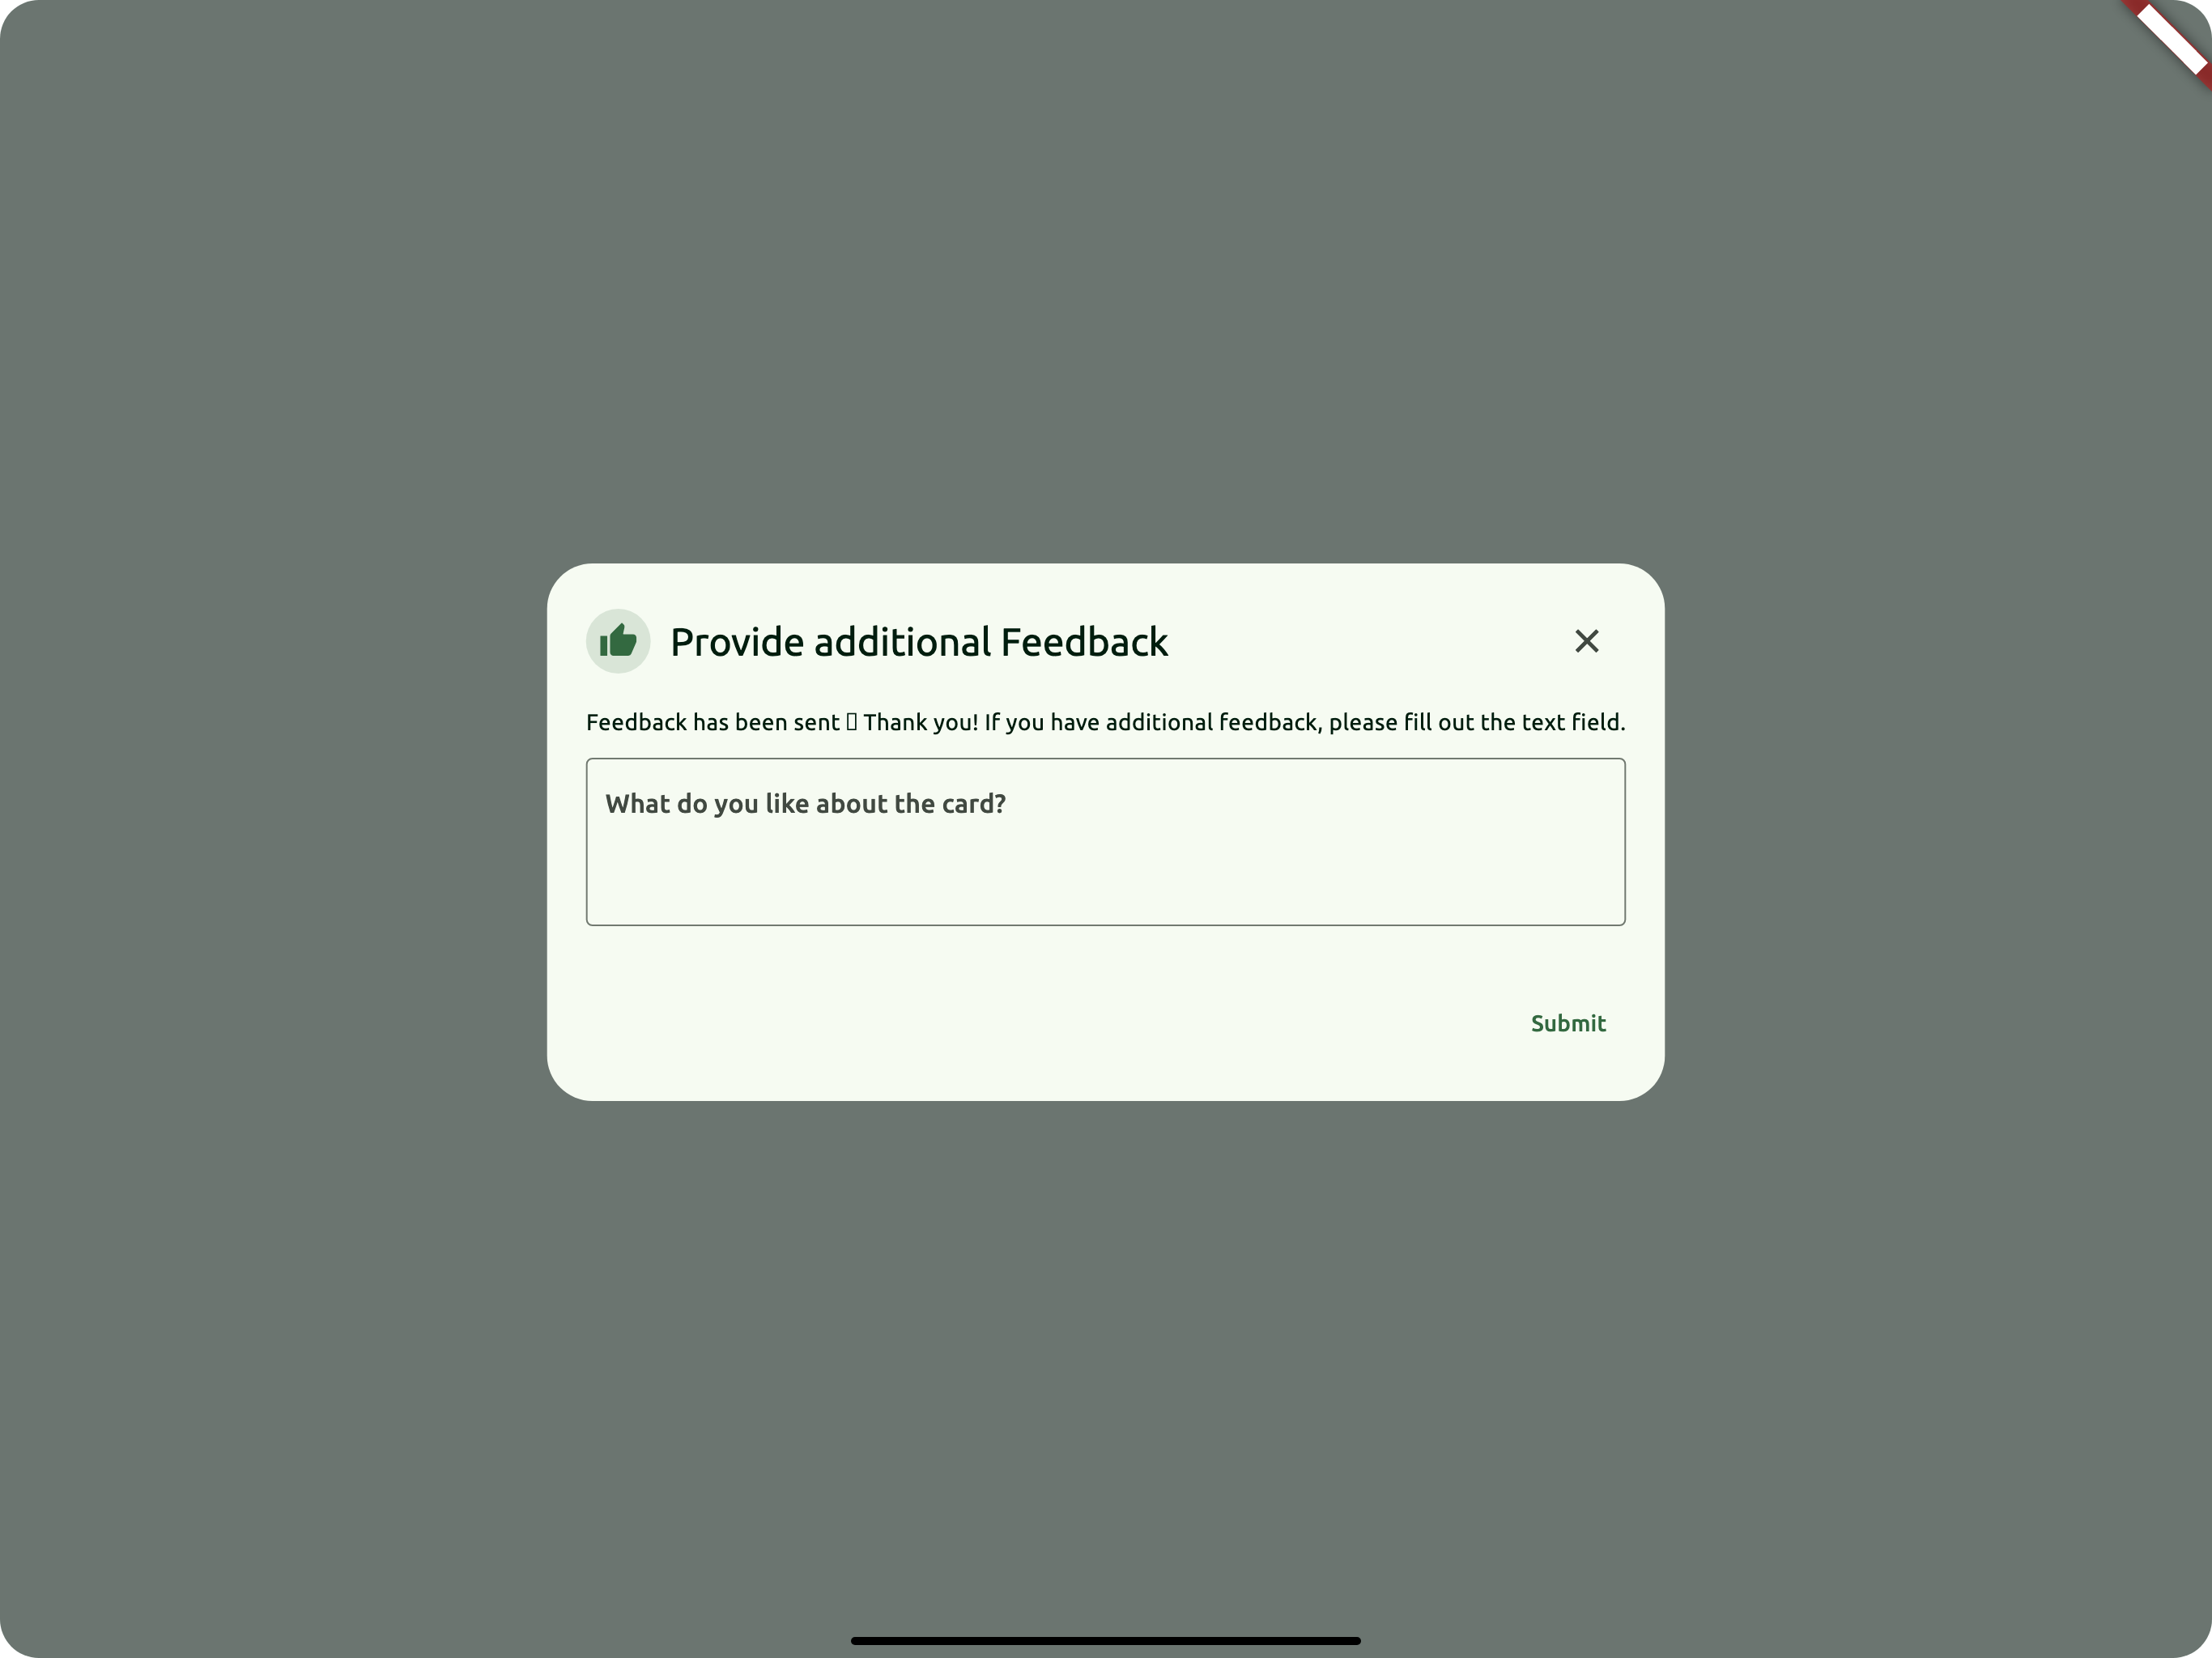 Provide additional Feedback
Feedback has been sent Thank you! If you have additional feedback, please fill out the text field.
What do you like about the card?
Submit